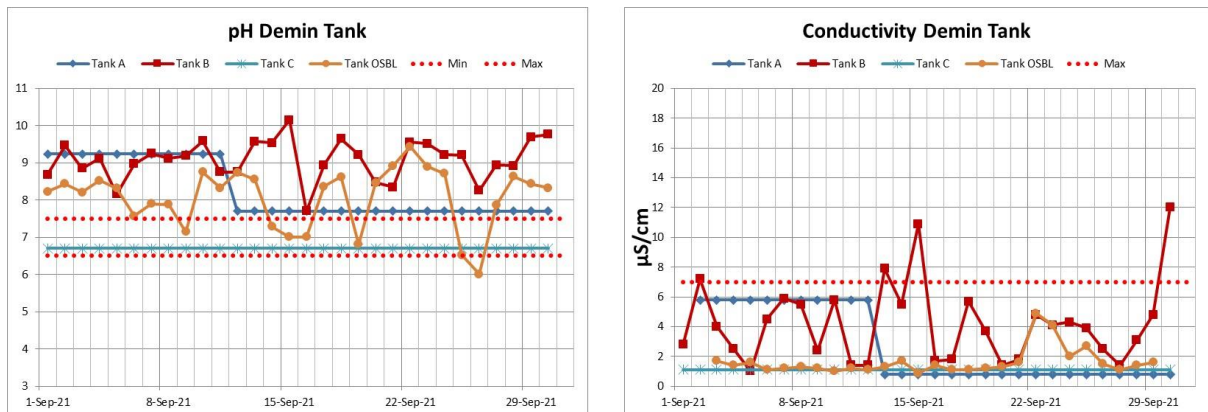 pH Demin Tank
Tank A Tank B Tank C Tank OSBL Min Max
11
10
9
8
7
6
5
4
3
1-Sep-21 8-Sep-21 15-Sep-21 22-Sep-21 29-Sep-21
Conductivity Demin Tank
Tank A Tank B Tank C Tank OSBL Max
20
18
16
14
12
10
8
6
4
2
0
µS/cm
1-Sep-21 8-Sep-21 15-Sep-21 22-Sep-21 29-Sep-21